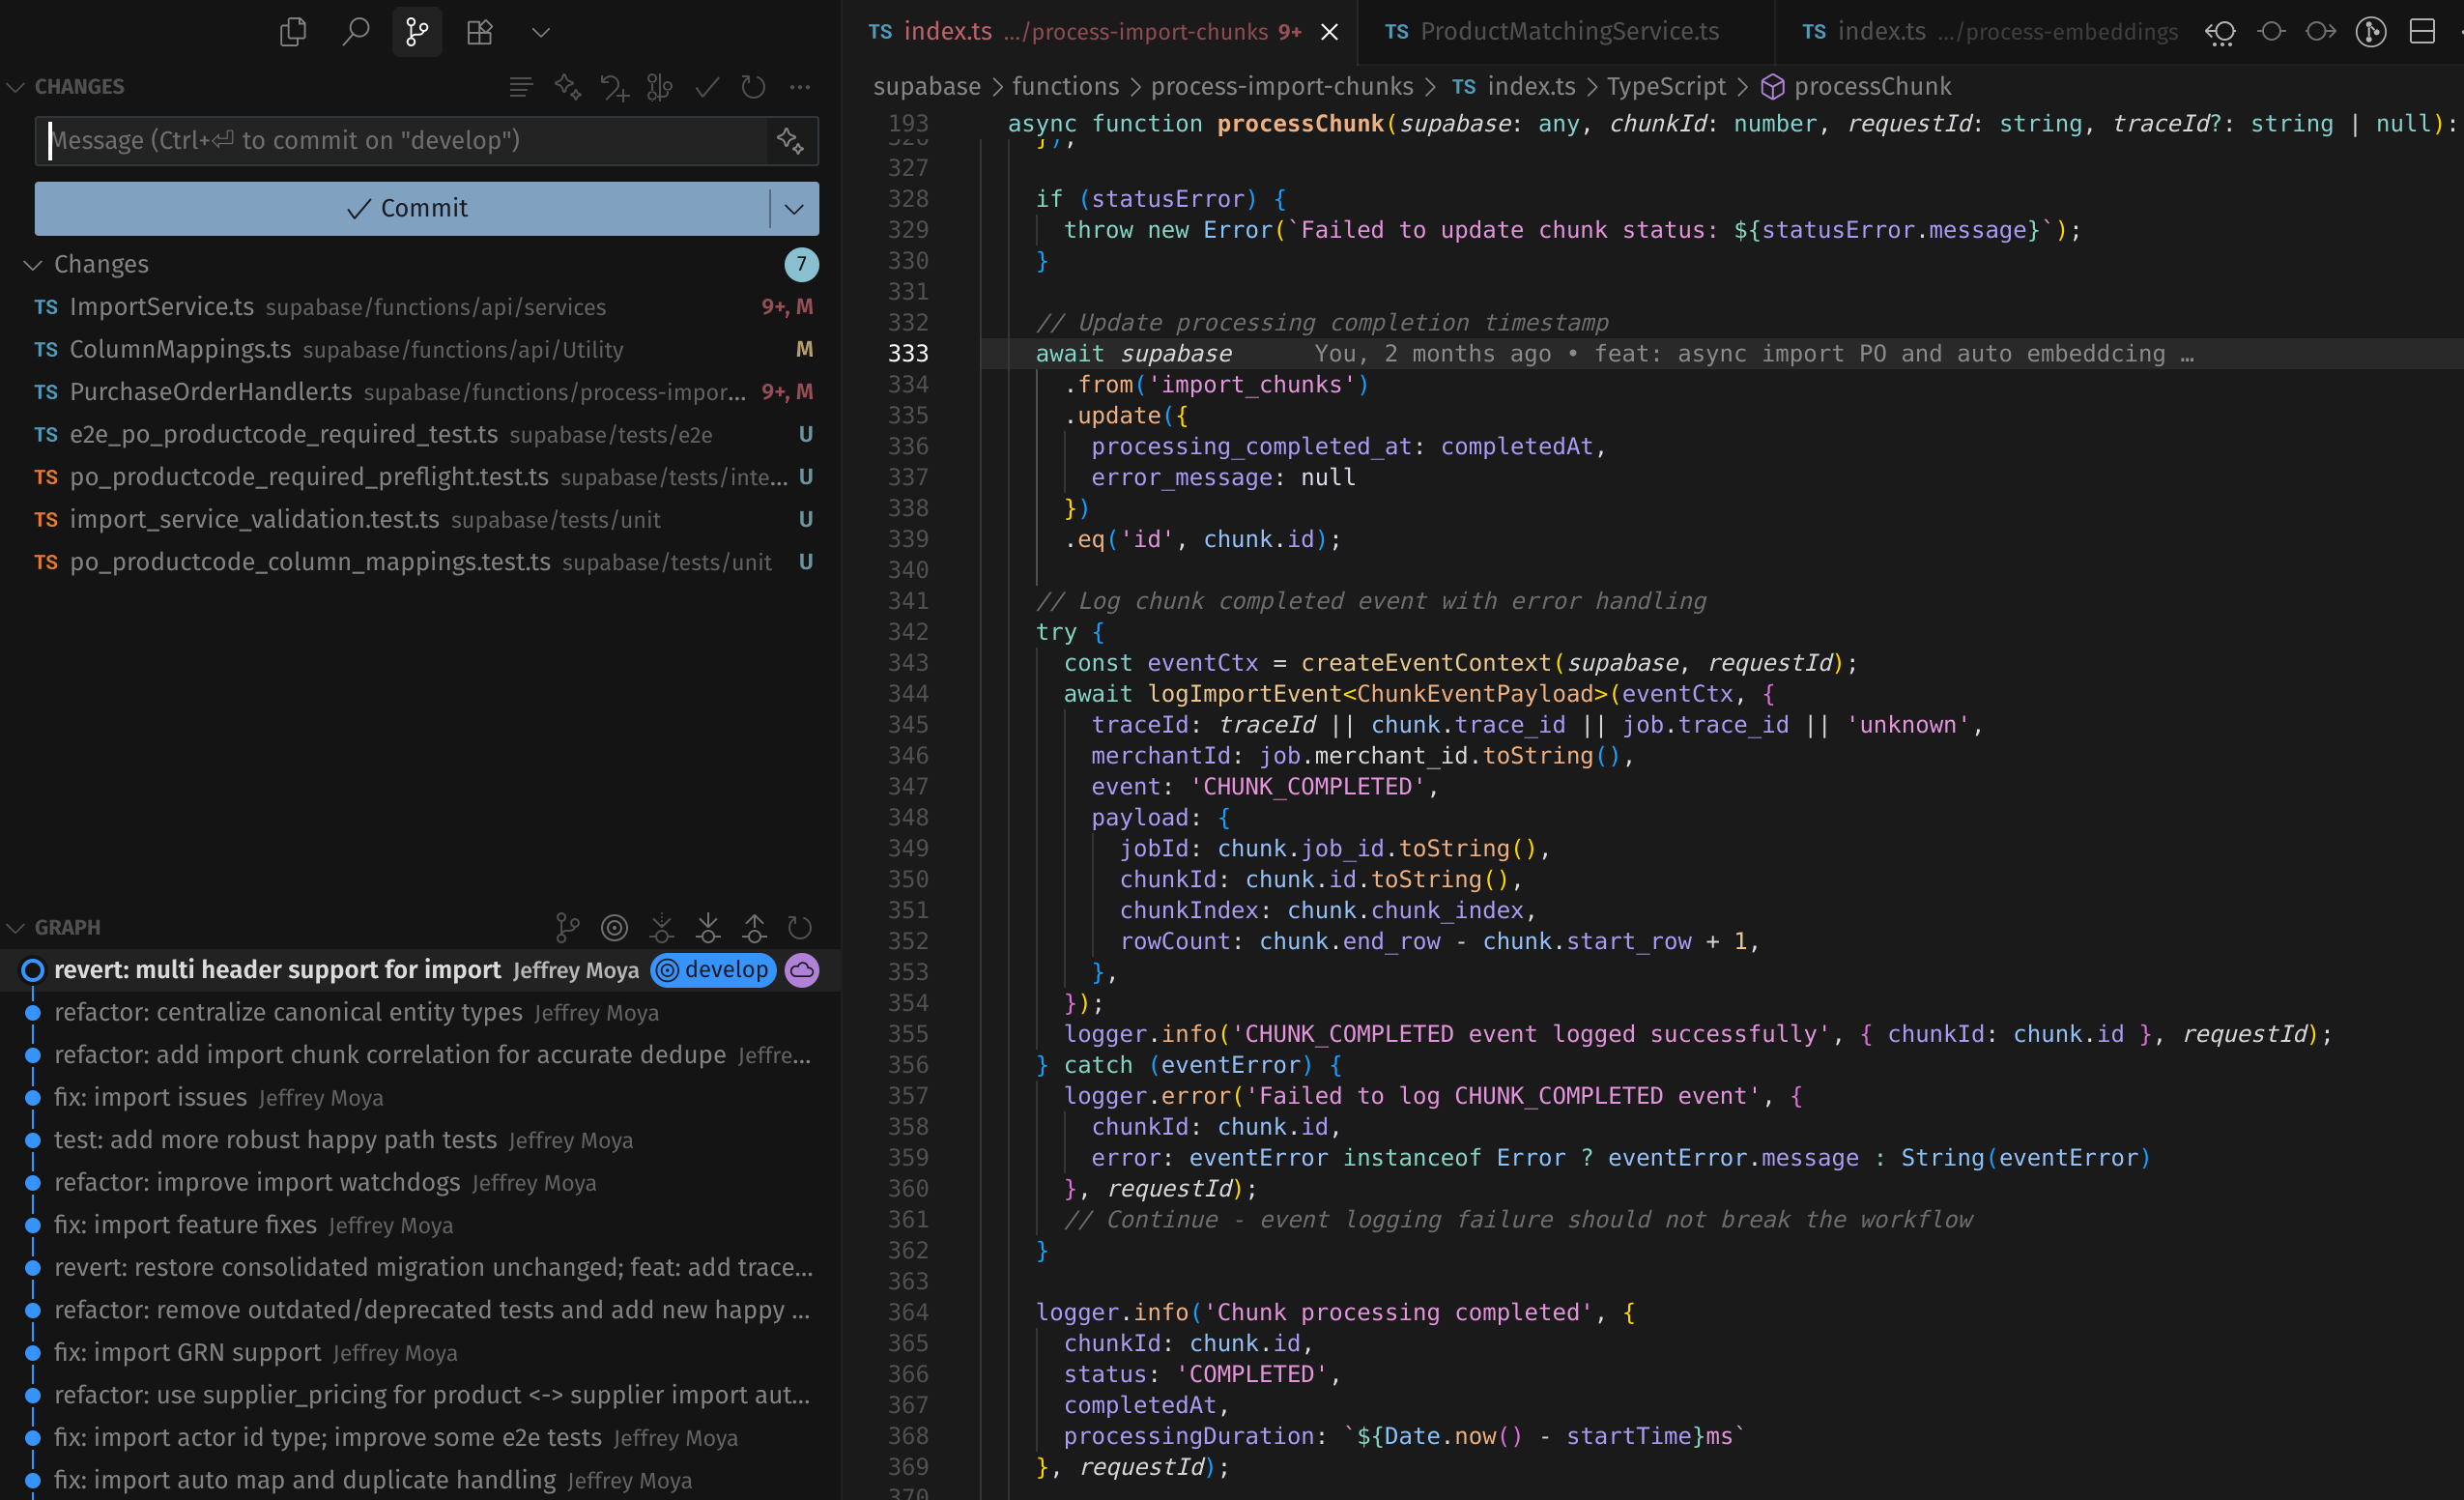 CHANGES
Message (Ctrl+⏎ to commit on "develop")
Commit
Changes 7
TS ImportService.ts supabase/functions/api/services 9+, M
TS ColumnMappings.ts supabase/functions/api/Utility M
TS PurchaseOrderHandler.ts supabase/functions/process-impor... 9+, M
TS e2e_po_productcode_required_test.ts supabase/tests/e2e U
TS po_productcode_required_preflight.test.ts supabase/tests/inte... U
TS import_service_validation.test.ts supabase/tests/unit U
TS po_productcode_column_mappings.test.ts supabase/tests/unit U
GRAPH
revert: multi header support for import Jeffrey Moya develop
refactor: centralize canonical entity types Jeffrey Moya
refactor: add import chunk correlation for accurate dedupe Jeffre...
fix: import issues Jeffrey Moya
test: add more robust happy path tests Jeffrey Moya
refactor: improve import watchdogs Jeffrey Moya
fix: import feature fixes Jeffrey Moya
revert: restore consolidated migration unchanged; feat: add trace...
refactor: remove outdated/deprecated tests and add new happy ...
fix: import GRN support Jeffrey Moya
refactor: use supplier_pricing for product <-> supplier import aut...
fix: import actor id type; improve some e2e tests Jeffrey Moya
fix: import auto map and duplicate handling Jeffrey Moya
TS index.ts .../process-import-chunks 9+ TS ProductMatchingService.ts TS index.ts .../process-embeddings
supabase > functions > process-import-chunks > TS index.ts > TypeScript > processChunk
193 async function processChunk(supabase: any, chunkId: number, requestId: string, traceId?: string | null):
326 });
327
328 if (statusError) {
329 throw new Error(`Failed to update chunk status: ${statusError.message}`);
330 }
331
332 // Update processing completion timestamp
333 await supabase You, 2 months ago • feat: async import PO and auto embeddcing …
334 .from('import_chunks')
335 .update({
336 processing_completed_at: completedAt,
337 error_message: null
338 })
339 .eq('id', chunk.id);
340
341 // Log chunk completed event with error handling
342 try {
343 const eventCtx = createEventContext(supabase, requestId);
344 await logImportEvent<ChunkEventPayload>(eventCtx, {
345 traceId: traceId || chunk.trace_id || job.trace_id || 'unknown',
346 merchantId: job.merchant_id.toString(),
347 event: 'CHUNK_COMPLETED',
348 payload: {
349 jobId: chunk.job_id.toString(),
350 chunkId: chunk.id.toString(),
351 chunkIndex: chunk.chunk_index,
352 rowCount: chunk.end_row - chunk.start_row + 1,
353 },
354 });
355 logger.info('CHUNK_COMPLETED event logged successfully', { chunkId: chunk.id }, requestId);
356 } catch (eventError) {
357 logger.error('Failed to log CHUNK_COMPLETED event', {
358 chunkId: chunk.id,
359 error: eventError instanceof Error ? eventError.message : String(eventError)
360 }, requestId);
361 // Continue - event logging failure should not break the workflow
362 }
363
364 logger.info('Chunk processing completed', {
365 chunkId: chunk.id,
366 status: 'COMPLETED',
367 completedAt,
368 processingDuration: `${Date.now() - startTime}ms`
369 }, requestId);
370